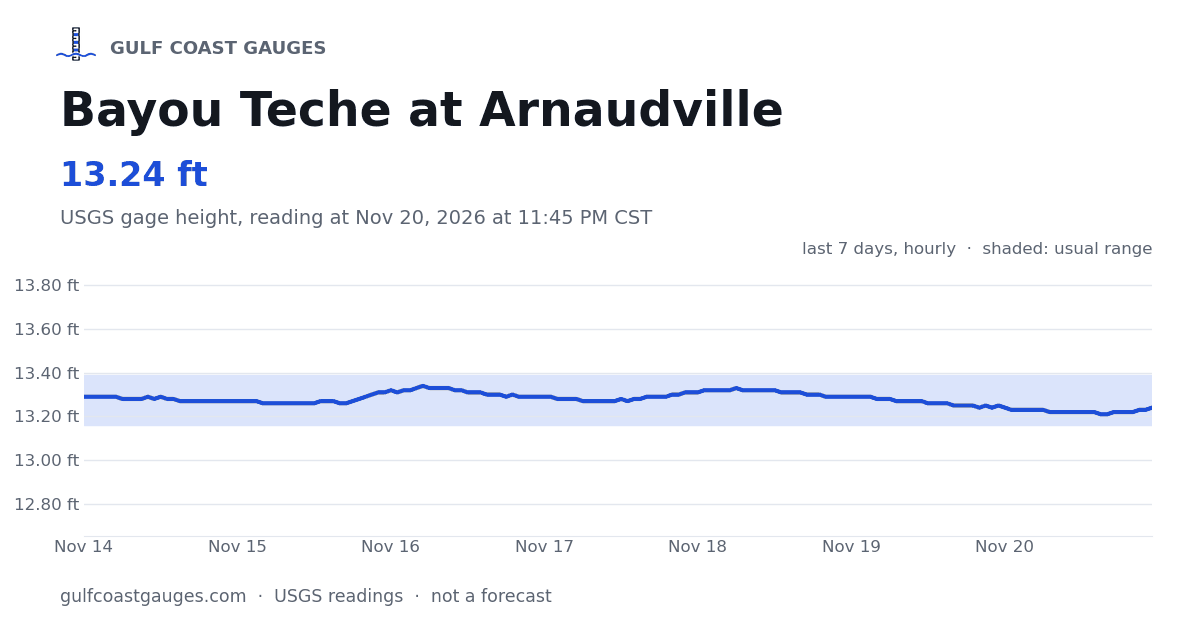 GULF COAST GAUGES
Bayou Teche at Arnaudville
13.24 ft
USGS gage height, reading at Nov 20, 2026 at 11:45 PM CST
last 7 days, hourly · shaded: usual range
13.80 ft
13.60 ft
13.40 ft
13.20 ft
13.00 ft
12.80 ft
Nov 14 Nov 15 Nov 16 Nov 17 Nov 18 Nov 19 Nov 20
gulfcoastgauges.com · USGS readings · not a forecast